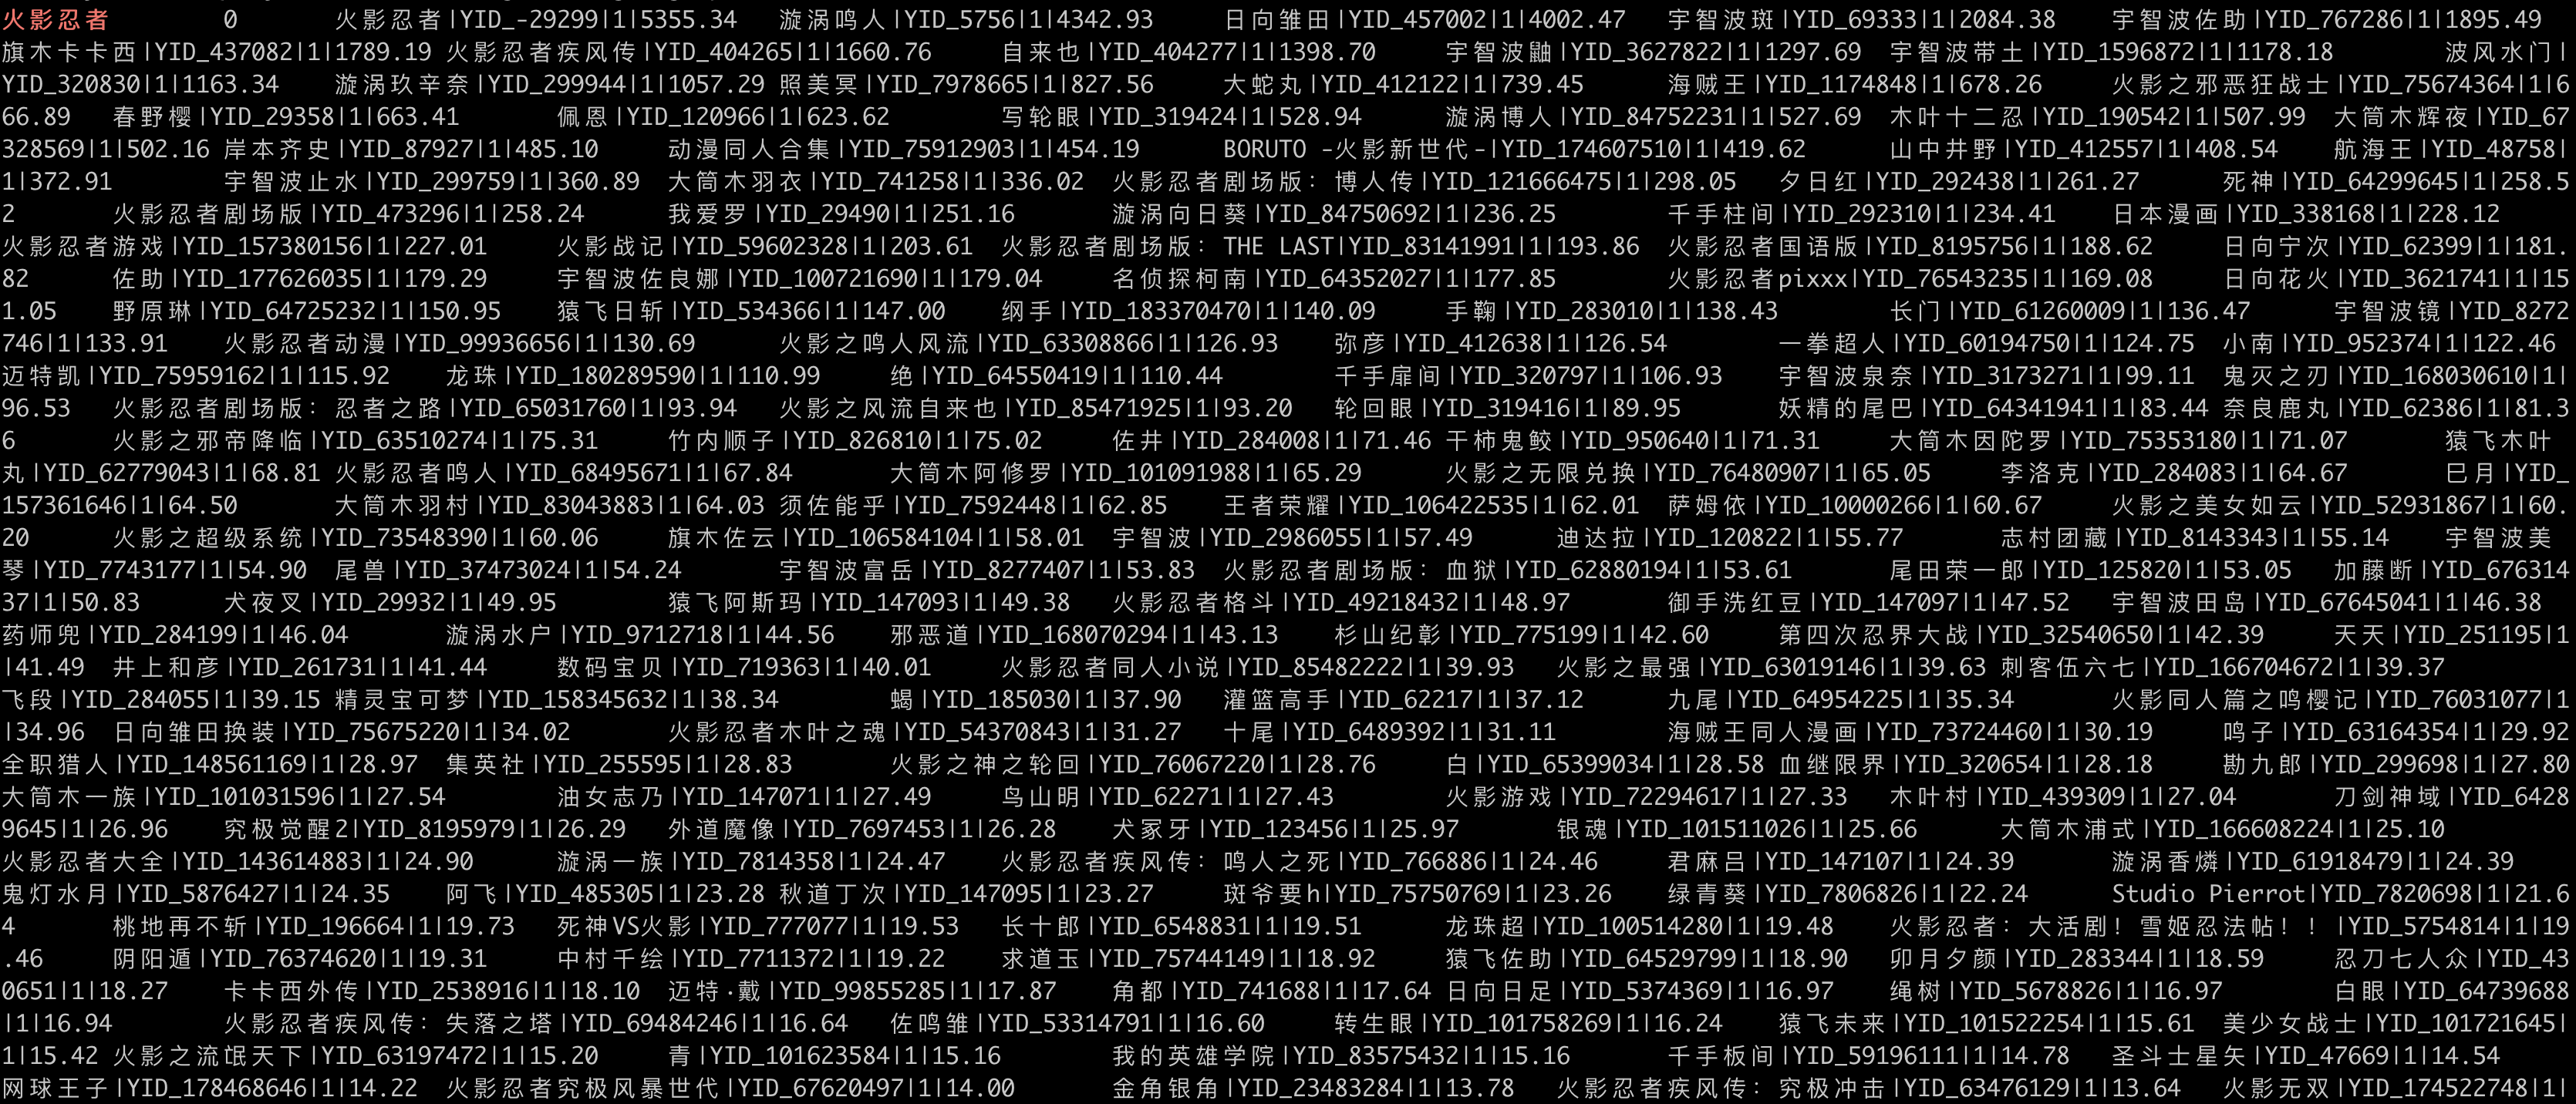 火影忍者 0 火影忍者|YID_-29299|1|5355.34 漩涡鸣人|YID_5756|1|4342.93 日向雏田|YID_457002|1|4002.47 宇智波斑|YID_69333|1|2084.38 宇智波佐助|YID_767286|1|1895.49
旗木卡卡西|YID_437082|1|1789.19 火影忍者疾风传|YID_404265|1|1660.76 自来也|YID_404277|1|1398.70 宇智波鼬|YID_3627822|1|1297.69 宇智波带土|YID_1596872|1|1178.18 波风水门|
YID_320830|1|1163.34 漩涡玖辛奈|YID_299944|1|1057.29 照美冥|YID_7978665|1|827.56 大蛇丸|YID_412122|1|739.45 海贼王|YID_1174848|1|678.26 火影之邪恶狂战士|YID_75674364|1|6
66.89 春野樱|YID_29358|1|663.41 佩恩|YID_120966|1|623.62 写轮眼|YID_319424|1|528.94 漩涡博人|YID_84752231|1|527.69 木叶十二忍|YID_190542|1|507.99 大筒木辉夜|YID_67
328569|1|502.16 岸本齐史|YID_87927|1|485.10 动漫同人合集|YID_75912903|1|454.19 BORUTO -火影新世代-|YID_174607510|1|419.62 山中井野|YID_412557|1|408.54 航海王|YID_48758|
1|372.91 宇智波止水|YID_299759|1|360.89 大筒木羽衣|YID_741258|1|336.02 火影忍者剧场版：博人传|YID_121666475|1|298.05 夕日红|YID_292438|1|261.27 死神|YID_64299645|1|258.5
2 火影忍者剧场版|YID_473296|1|258.24 我爱罗|YID_29490|1|251.16 漩涡向日葵|YID_84750692|1|236.25 千手柱间|YID_292310|1|234.41 日本漫画|YID_338168|1|228.12
火影忍者游戏|YID_157380156|1|227.01 火影战记|YID_59602328|1|203.61 火影忍者剧场版：THE LAST|YID_83141991|1|193.86 火影忍者国语版|YID_8195756|1|188.62 日向宁次|YID_62399|1|181.
82 佐助|YID_177626035|1|179.29 宇智波佐良娜|YID_100721690|1|179.04 名侦探柯南|YID_64352027|1|177.85 火影忍者pixxx|YID_76543235|1|169.08 日向花火|YID_3621741|1|15
1.05 野原琳|YID_64725232|1|150.95 猿飞日斩|YID_534366|1|147.00 纲手|YID_183370470|1|140.09 手鞠|YID_283010|1|138.43 长门|YID_61260009|1|136.47 宇智波镜|YID_8272
746|1|133.91 火影忍者动漫|YID_99936656|1|130.69 火影之鸣人风流|YID_63308866|1|126.93 弥彦|YID_412638|1|126.54 一拳超人|YID_60194750|1|124.75 小南|YID_952374|1|122.46
迈特凯|YID_75959162|1|115.92 龙珠|YID_180289590|1|110.99 绝|YID_64550419|1|110.44 千手扉间|YID_320797|1|106.93 宇智波泉奈|YID_3173271|1|99.11 鬼灭之刃|YID_168030610|1|
96.53 火影忍者剧场版：忍者之路|YID_65031760|1|93.94 火影之风流自来也|YID_85471925|1|93.20 轮回眼|YID_319416|1|89.95 妖精的尾巴|YID_64341941|1|83.44 奈良鹿丸|YID_62386|1|81.3
6 火影之邪帝降临|YID_63510274|1|75.31 竹内顺子|YID_826810|1|75.02 佐井|YID_284008|1|71.46 干柿鬼鲛|YID_950640|1|71.31 大筒木因陀罗|YID_75353180|1|71.07 猿飞木叶
丸|YID_62779043|1|68.81 火影忍者鸣人|YID_68495671|1|67.84 大筒木阿修罗|YID_101091988|1|65.29 火影之无限兑换|YID_76480907|1|65.05 李洛克|YID_284083|1|64.67 巳月|YID_
157361646|1|64.50 大筒木羽村|YID_83043883|1|64.03 须佐能乎|YID_7592448|1|62.85 王者荣耀|YID_106422535|1|62.01 萨姆依|YID_10000266|1|60.67 火影之美女如云|YID_52931867|1|60.
20 火影之超级系统|YID_73548390|1|60.06 旗木佐云|YID_106584104|1|58.01 宇智波|YID_2986055|1|57.49 迪达拉|YID_120822|1|55.77 志村团藏|YID_8143343|1|55.14 宇智波美
琴|YID_7743177|1|54.90 尾兽|YID_37473024|1|54.24 宇智波富岳|YID_8277407|1|53.83 火影忍者剧场版：血狱|YID_62880194|1|53.61 尾田荣一郎|YID_125820|1|53.05 加藤断|YID_676314
37|1|50.83 犬夜叉|YID_29932|1|49.95 猿飞阿斯玛|YID_147093|1|49.38 火影忍者格斗|YID_49218432|1|48.97 御手洗红豆|YID_147097|1|47.52 宇智波田岛|YID_67645041|1|46.38
药师兜|YID_284199|1|46.04 漩涡水户|YID_9712718|1|44.56 邪恶道|YID_168070294|1|43.13 杉山纪彰|YID_775199|1|42.60 第四次忍界大战|YID_32540650|1|42.39 天天|YID_251195|1
|41.49 井上和彦|YID_261731|1|41.44 数码宝贝|YID_719363|1|40.01 火影忍者同人小说|YID_85482222|1|39.93 火影之最强|YID_63019146|1|39.63 刺客伍六七|YID_166704672|1|39.37
飞段|YID_284055|1|39.15 精灵宝可梦|YID_158345632|1|38.34 蝎|YID_185030|1|37.90 灌篮高手|YID_62217|1|37.12 九尾|YID_64954225|1|35.34 火影同人篇之鸣樱记|YID_76031077|1
|34.96 日向雏田换装|YID_75675220|1|34.02 火影忍者木叶之魂|YID_54370843|1|31.27 十尾|YID_6489392|1|31.11 海贼王同人漫画|YID_73724460|1|30.19 鸣子|YID_63164354|1|29.92
全职猎人|YID_148561169|1|28.97 集英社|YID_255595|1|28.83 火影之神之轮回|YID_76067220|1|28.76 白|YID_65399034|1|28.58 血继限界|YID_320654|1|28.18 勘九郎|YID_299698|1|27.80
大筒木一族|YID_101031596|1|27.54 油女志乃|YID_147071|1|27.49 鸟山明|YID_62271|1|27.43 火影游戏|YID_72294617|1|27.33 木叶村|YID_439309|1|27.04 刀剑神域|YID_6428
9645|1|26.96 究极觉醒2|YID_8195979|1|26.29 外道魔像|YID_7697453|1|26.28 犬冢牙|YID_123456|1|25.97 银魂|YID_101511026|1|25.66 大筒木浦式|YID_166608224|1|25.10
火影忍者大全|YID_143614883|1|24.90 漩涡一族|YID_7814358|1|24.47 火影忍者疾风传：鸣人之死|YID_766886|1|24.46 君麻吕|YID_147107|1|24.39 漩涡香燐|YID_61918479|1|24.39
鬼灯水月|YID_5876427|1|24.35 阿飞|YID_485305|1|23.28 秋道丁次|YID_147095|1|23.27 斑爷要h|YID_75750769|1|23.26 绿青葵|YID_7806826|1|22.24 Studio Pierrot|YID_7820698|1|21.6
4 桃地再不斩|YID_196664|1|19.73 死神VS火影|YID_777077|1|19.53 长十郎|YID_6548831|1|19.51 龙珠超|YID_100514280|1|19.48 火影忍者：大活剧！雪姬忍法帖！！|YID_5754814|1|19
.46 阴阳遁|YID_76374620|1|19.31 中村千绘|YID_7711372|1|19.22 求道玉|YID_75744149|1|18.92 猿飞佐助|YID_64529799|1|18.90 卯月夕颜|YID_283344|1|18.59 忍刀七人众|YID_43
0651|1|18.27 卡卡西外传|YID_2538916|1|18.10 迈特·戴|YID_99855285|1|17.87 角都|YID_741688|1|17.64 日向日足|YID_5374369|1|16.97 绳树|YID_5678826|1|16.97 白眼|YID_64739688
|1|16.94 火影忍者疾风传：失落之塔|YID_69484246|1|16.64 佐鸣雏|YID_53314791|1|16.60 转生眼|YID_101758269|1|16.24 猿飞未来|YID_101522254|1|15.61 美少女战士|YID_101721645|
1|15.42 火影之流氓天下|YID_63197472|1|15.20 青|YID_101623584|1|15.16 我的英雄学院|YID_83575432|1|15.16 千手板间|YID_59196111|1|14.78 圣斗士星矢|YID_47669|1|14.54
网球王子|YID_178468646|1|14.22 火影忍者究极风暴世代|YID_67620497|1|14.00 金角银角|YID_23483284|1|13.78 火影忍者疾风传：究极冲击|YID_63476129|1|13.64 火影无双|YID_174522748|1|